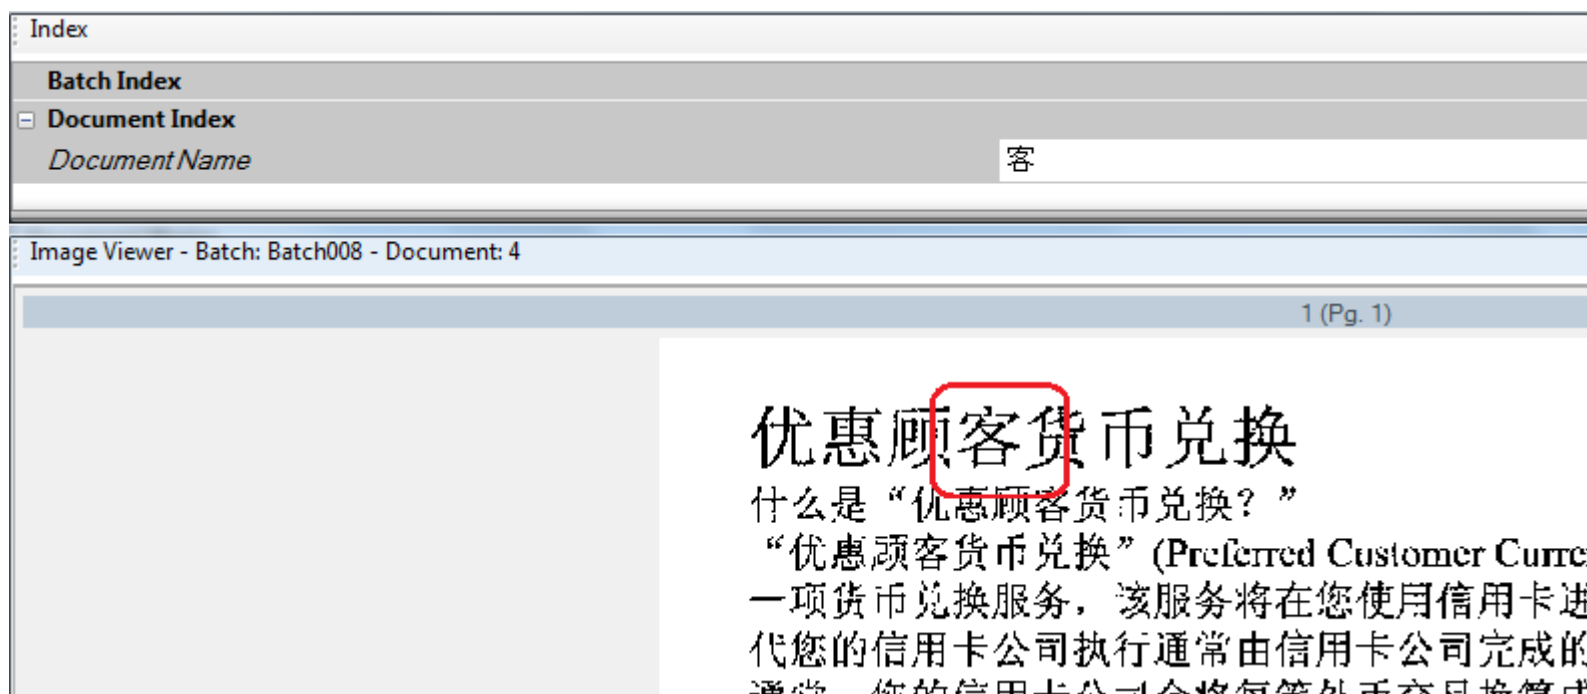 Index
Batch Index
Document Index
Document Name 客
Image Viewer - Batch: Batch008 - Document: 4
1 (Pg. 1)
优惠顾客货币兑换
什么是“优惠顾客货币兑换？”
“优惠顾客货币兑换”(Preferred Customer Curre
一项货币兑换服务，该服务将在您使用信用卡进
代您的信用卡公司执行通常由信用卡公司完成的